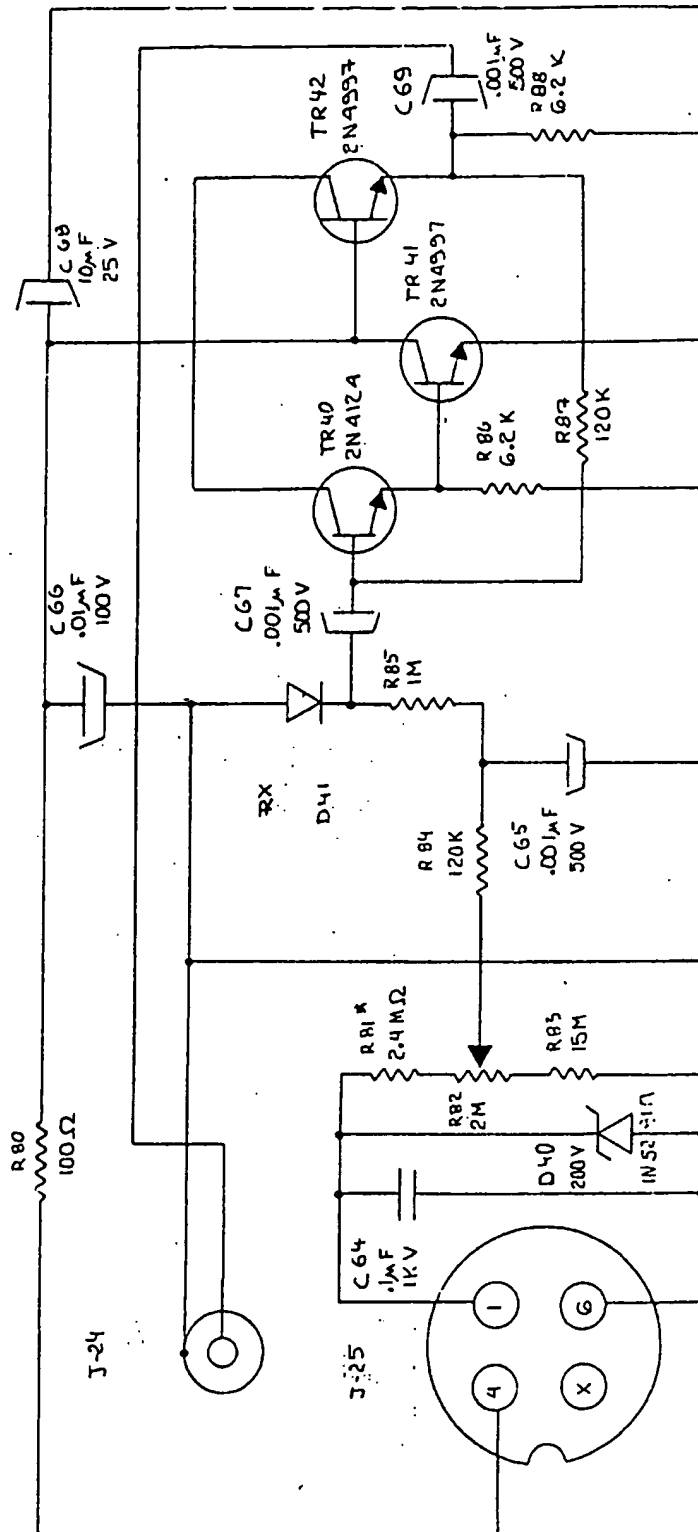 R80
100Ω
C66
.01μF
100V
C68
10μF
25V
J-24
RX
D41
C67
.001μF
500V
TR40
2N4124
TR41
2N4997
TR42
2N4997
C69
.001μF
500V
R88
6.2K
R85
1M
R86
6.2K
R87
120K
R84
120K
C65
.001μF
500V
R81*
2.4MΩ
R82
2M
R83
15M
D40
200V
C64
.1μF
1KV
J-25
1
4
G
X